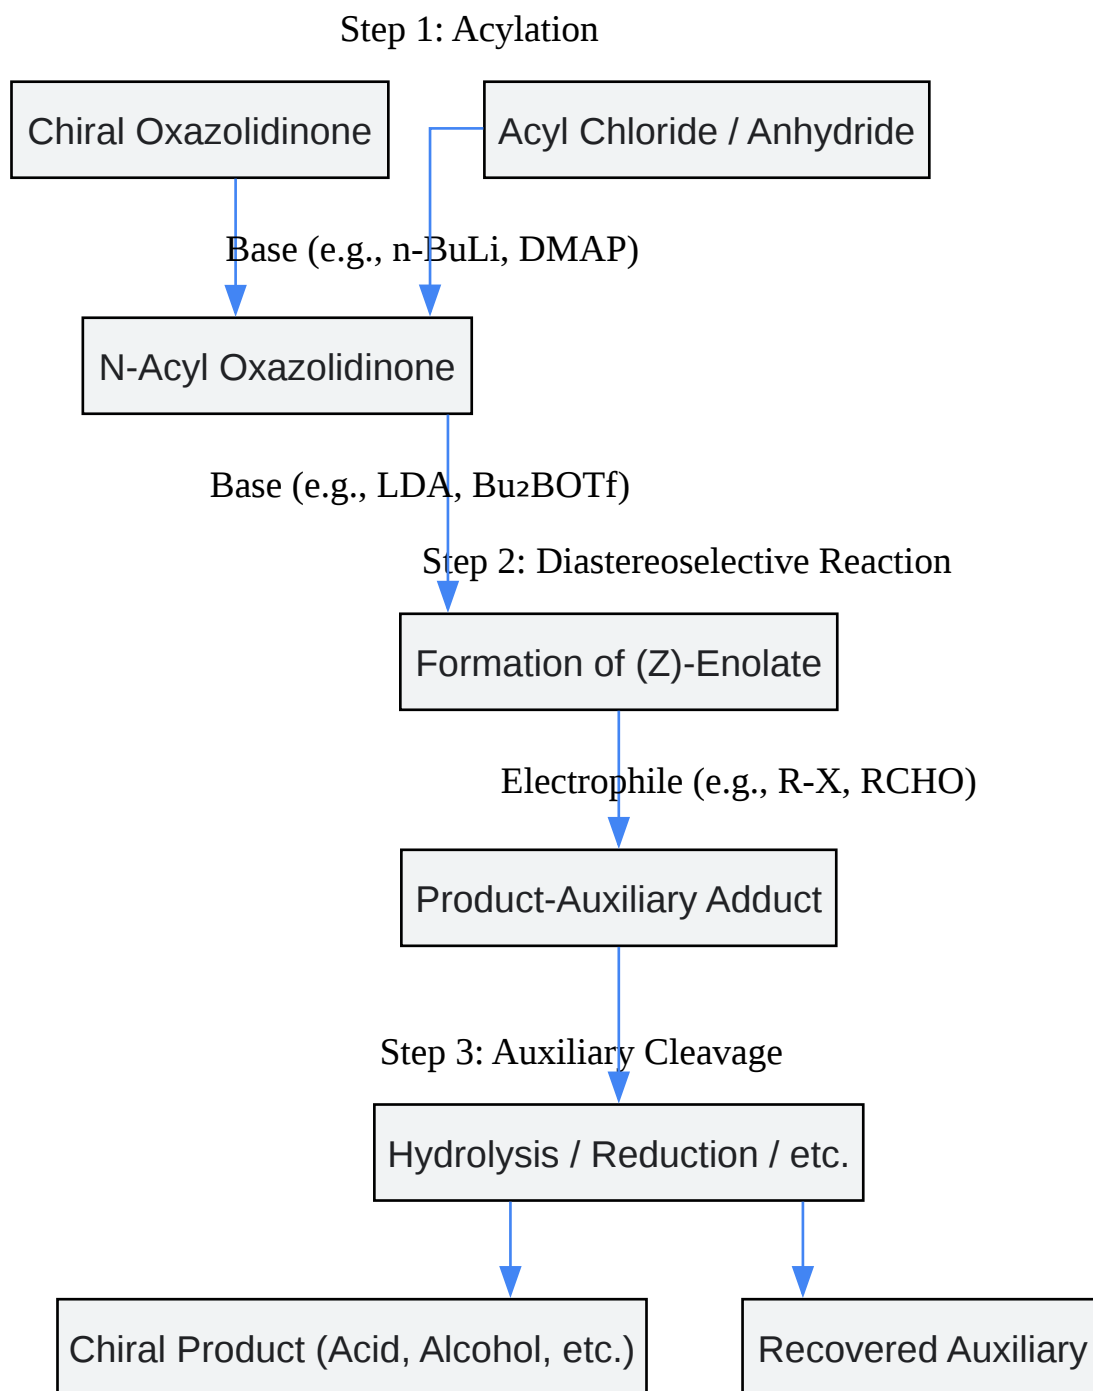 Step 1: Acylation
Chiral Oxazolidinone
Acyl Chloride / Anhydride
Base (e.g., n-BuLi, DMAP)
N-Acyl Oxazolidinone
Base (e.g., LDA, Bu₂BOTf)
Step 2: Diastereoselective Reaction
Formation of (Z)-Enolate
Electrophile (e.g., R-X, RCHO)
Product-Auxiliary Adduct
Step 3: Auxiliary Cleavage
Hydrolysis / Reduction / etc.
Chiral Product (Acid, Alcohol, etc.)
Recovered Auxiliary